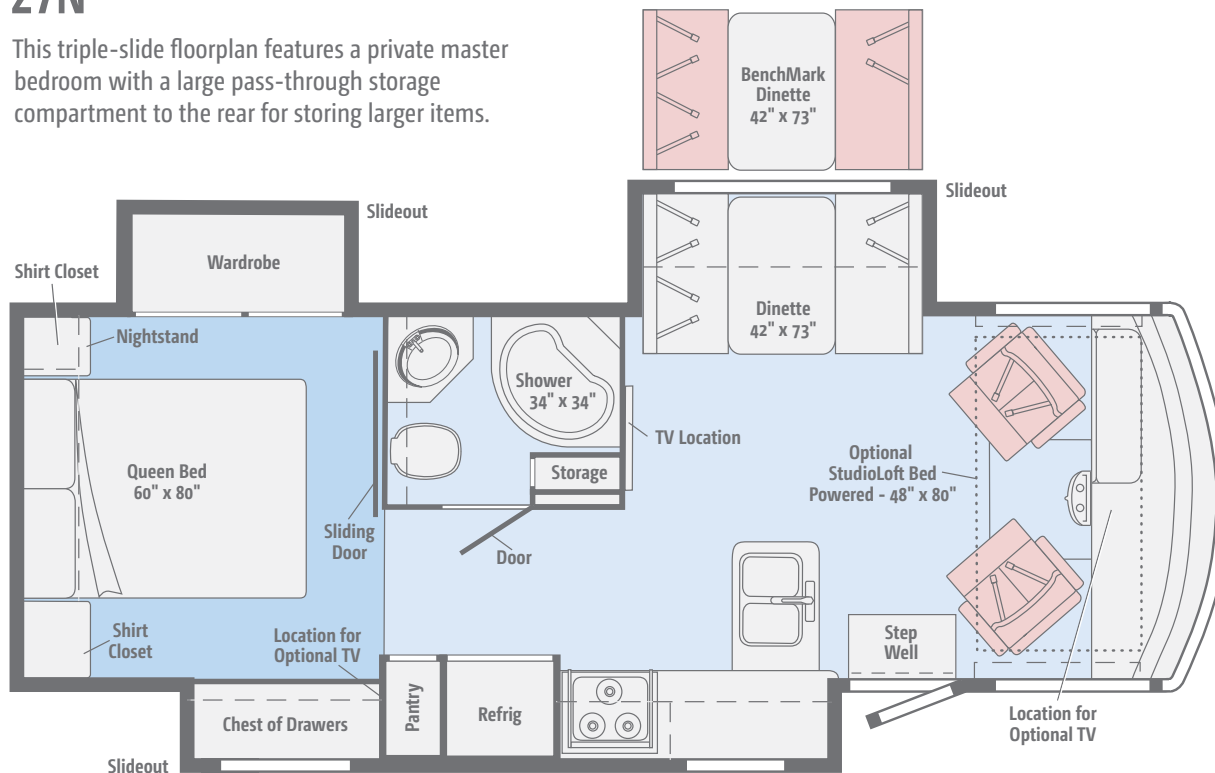 27N
This triple-slide floorplan features a private master
bedroom with a large pass-through storage
compartment to the rear for storing larger items.
BenchMark
Dinette
42" x 73"
Slideout
Slideout
Wardrobe
Shirt Closet
Nightstand
Dinette
42" x 73"
Shower
34" x 34"
TV Location
Queen Bed
60" x 80"
Optional
StudioLoft Bed
Powered - 48" x 80"
Storage
Sliding
Door
Door
Shirt
Closet
Location for
Optional TV
Step
Well
Pantry
Refrig
Chest of Drawers
Location for
Optional TV
Slideout